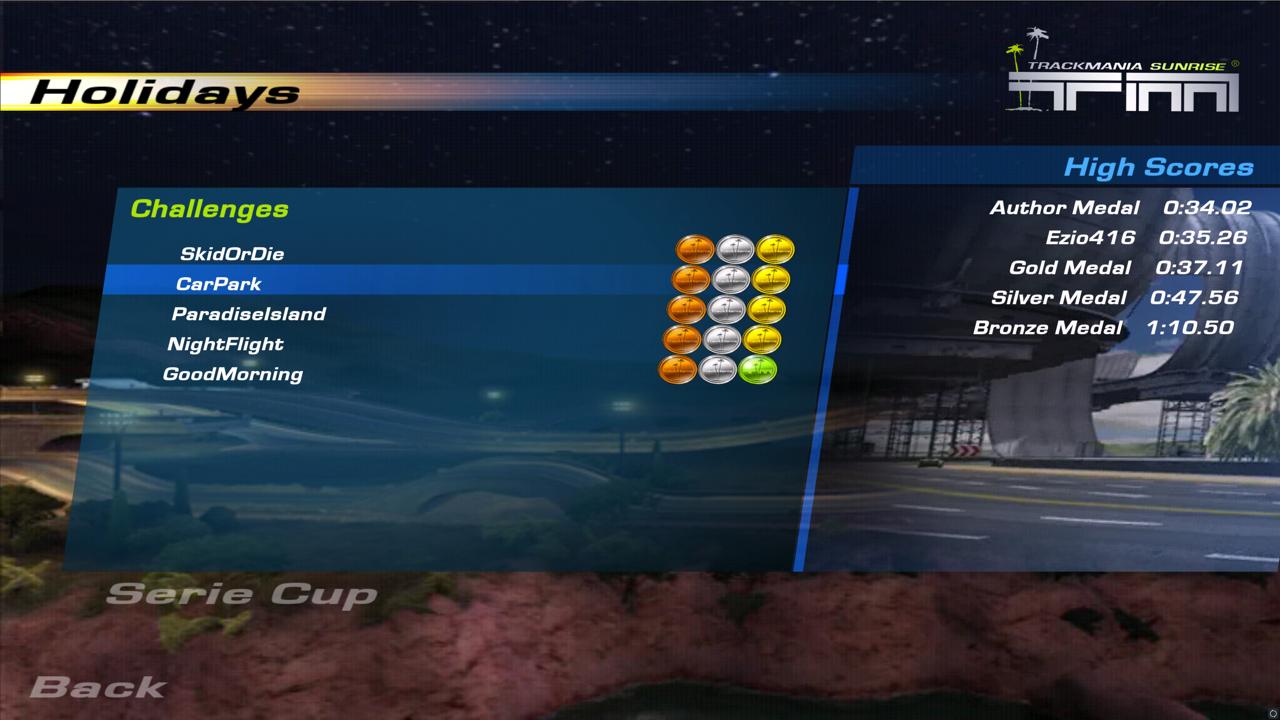 Holidays
TRACKMANIA SUNRISE ®
TM
High Scores
Challenges
SkidOrDie
CarPark
ParadiseIsland
NightFlight
GoodMorning
Author Medal 0:34.02
Ezio416 0:35.26
Gold Medal 0:37.11
Silver Medal 0:47.56
Bronze Medal 1:10.50
Serie Cup
Back